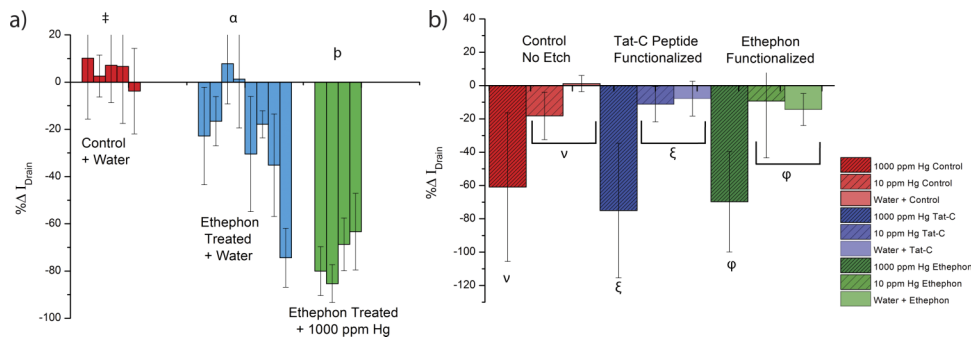 a)
‡
α
þ
20
0
-20
-40
-60
-80
-100
%Δ I_Drain
Control
+ Water
Ethephon
Treated
+ Water
Ethephon Treated
+ 1000 ppm Hg
b)
40
20
0
-20
-40
-60
-80
-100
-120
%Δ I_Drain
Control
No Etch
Tat-C Peptide
Functionalized
Ethephon
Functionalized
ν
ξ
φ
ν
ξ
φ
1000 ppm Hg Control
10 ppm Hg Control
Water + Control
1000 ppm Hg Tat-C
10 ppm Hg Tat-C
Water + Tat-C
1000 ppm Hg Ethephon
10 ppm Hg Ethephon
Water + Ethephon